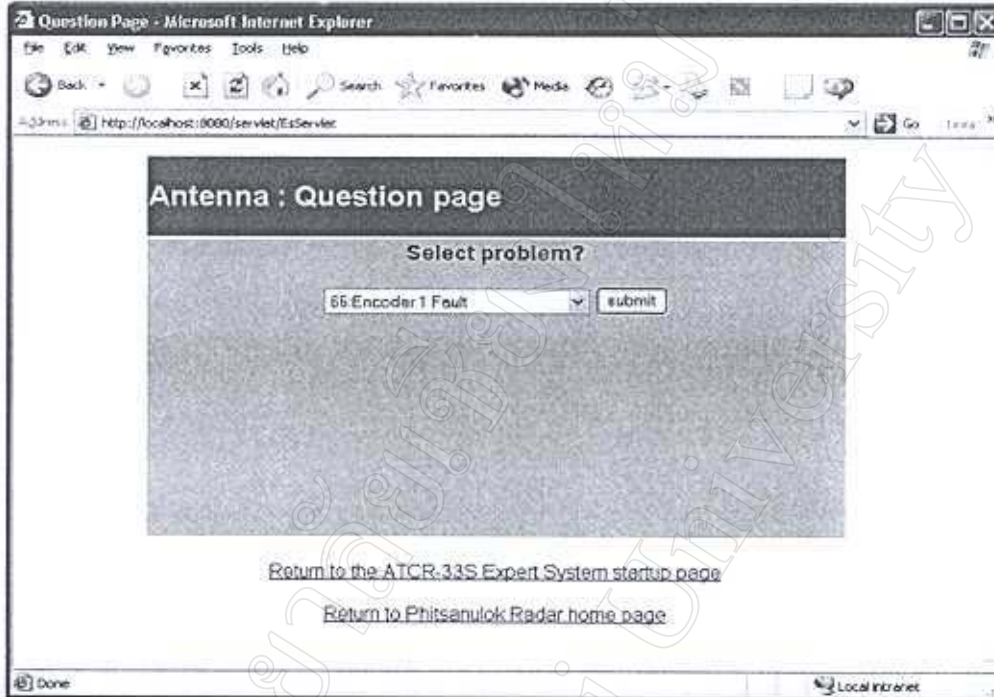 Question Page - Microsoft Internet Explorer
File Edit View Favorites Tools Help
Back Search Favorites Media
Address http://localhost:8080/servlet/EsServlet Go
Antenna : Question page
Select problem?
66:Encoder 1 Fault submit
Return to the ATCR-33S Expert System startup page
Return to Phitsanulok Radar home page
Done Local intranet
University